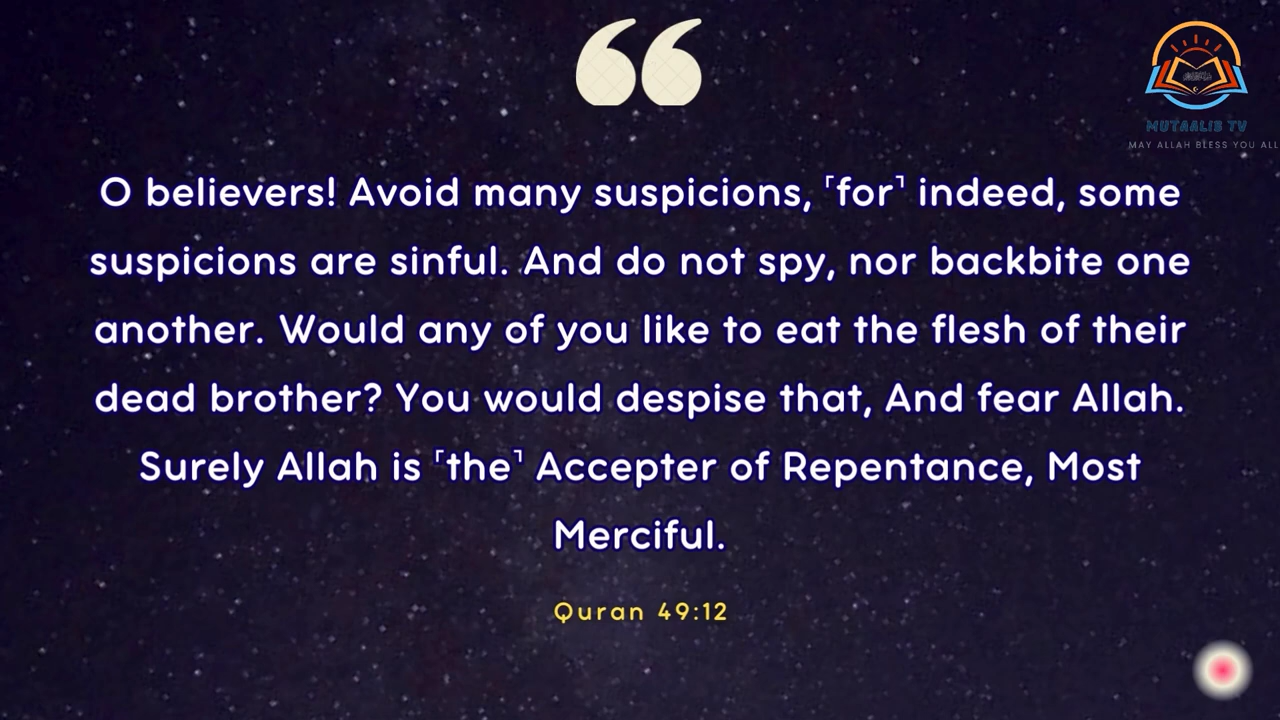 ❝
MUTAALIB TV
MAY ALLAH BLESS YOU ALL
O believers! Avoid many suspicions, ⸢for⸣ indeed, some
suspicions are sinful. And do not spy, nor backbite one
another. Would any of you like to eat the flesh of their
dead brother? You would despise that, And fear Allah.
Surely Allah is ⸢the⸣ Accepter of Repentance, Most
Merciful.
Quran 49:12